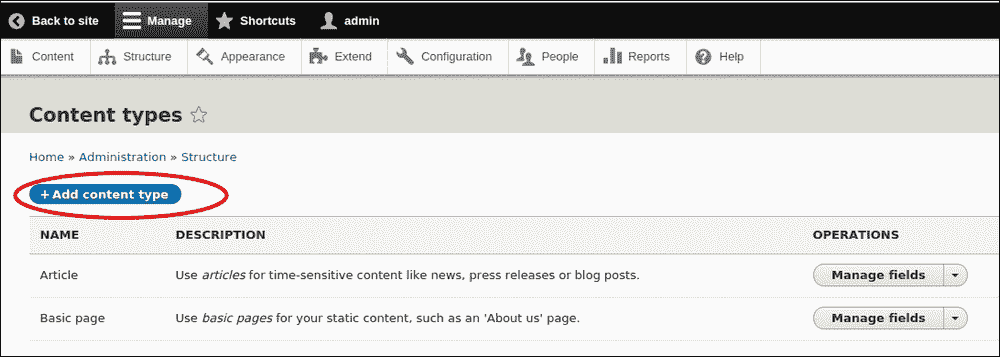 Back to site Manage Shortcuts admin
Content Structure Appearance Extend Configuration People Reports Help
Content types
Home » Administration » Structure
+ Add content type
NAME DESCRIPTION OPERATIONS
Article Use articles for time-sensitive content like news, press releases or blog posts. Manage fields
Basic page Use basic pages for your static content, such as an 'About us' page. Manage fields